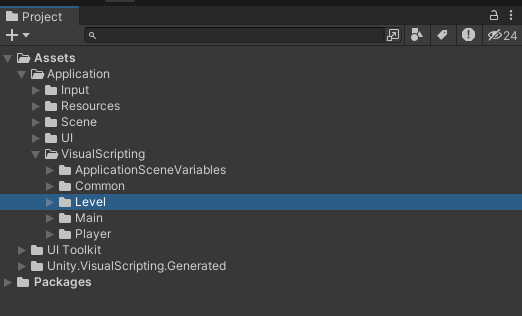 Project
24
Assets
Application
Input
Resources
Scene
UI
VisualScripting
ApplicationSceneVariables
Common
Level
Main
Player
UI Toolkit
Unity.VisualScripting.Generated
Packages